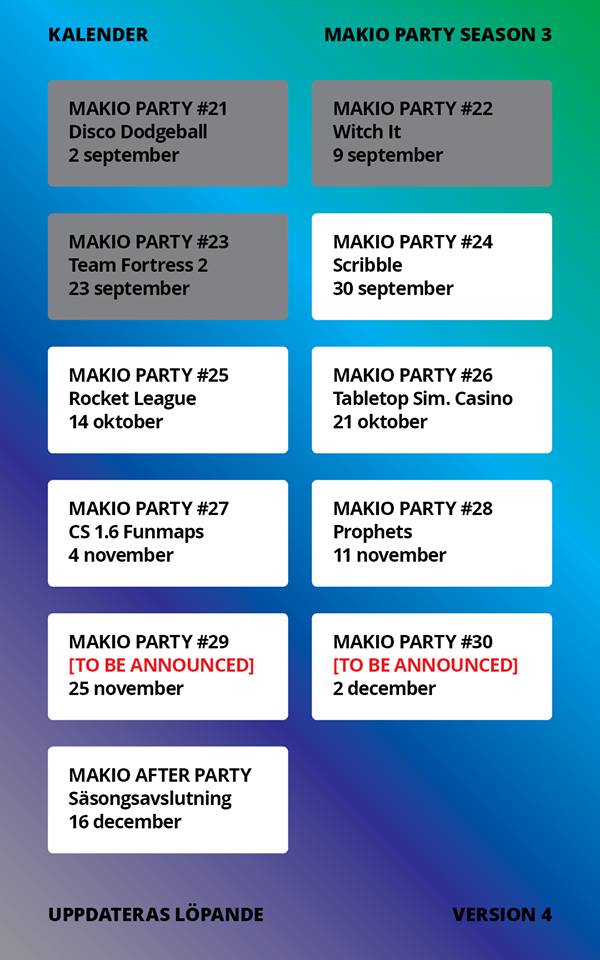 KALENDER
MAKIO PARTY SEASON 3
MAKIO PARTY #21
Disco Dodgeball
2 september
MAKIO PARTY #22
Witch It
9 september
MAKIO PARTY #23
Team Fortress 2
23 september
MAKIO PARTY #24
Scribble
30 september
MAKIO PARTY #25
Rocket League
14 oktober
MAKIO PARTY #26
Tabletop Sim. Casino
21 oktober
MAKIO PARTY #27
CS 1.6 Funmaps
4 november
MAKIO PARTY #28
Prophets
11 november
MAKIO PARTY #29
[TO BE ANNOUNCED]
25 november
MAKIO PARTY #30
[TO BE ANNOUNCED]
2 december
MAKIO AFTER PARTY
Säsongsavslutning
16 december
UPPDATERAS LÖPANDE
VERSION 4